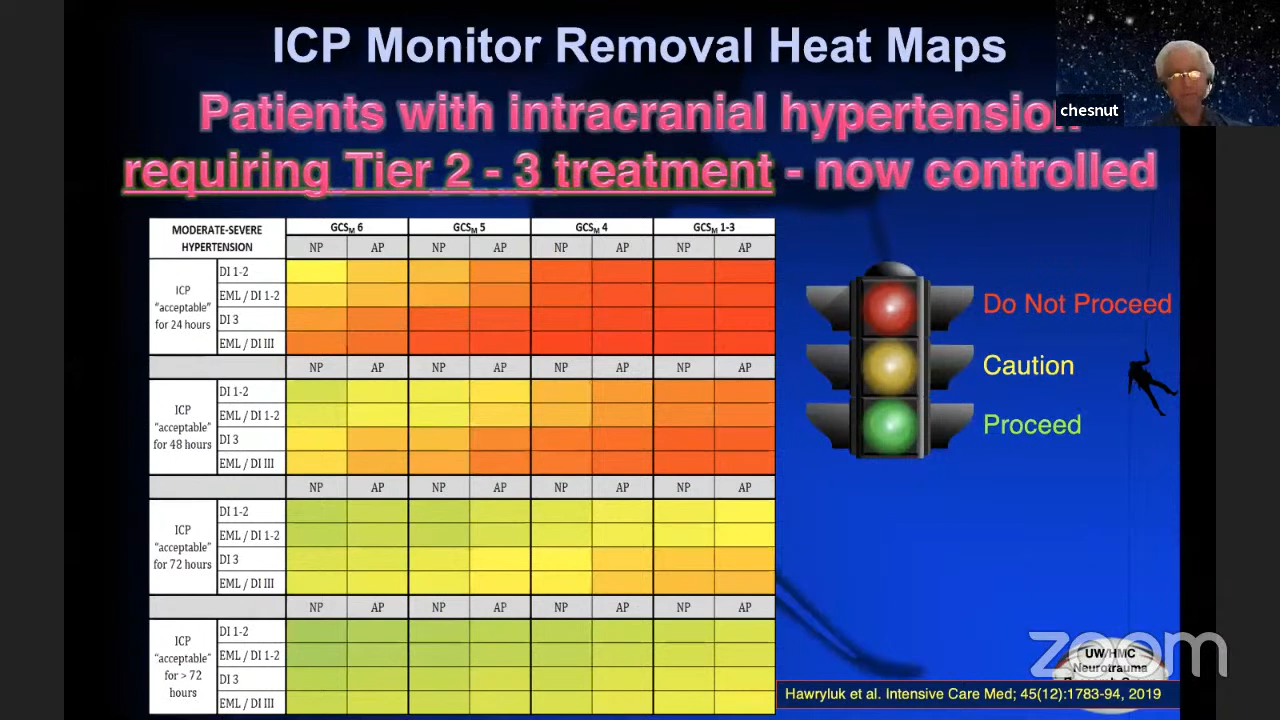 ICP Monitor Removal Heat Maps
chesnut
Patients with intracranial hypertension
requiring Tier 2 - 3 treatment - now controlled
MODERATE-SEVERE
HYPERTENSION
GCSM 6 GCSM 5 GCSM 4 GCSM 1-3
NP AP NP AP NP AP NP AP
ICP
"acceptable"
for 24 hours
DI 1-2
EML / DI 1-2
DI 3
EML / DI III
NP AP NP AP NP AP NP AP
ICP
"acceptable"
for 48 hours
DI 1-2
EML / DI 1-2
DI 3
EML / DI III
NP AP NP AP NP AP NP AP
ICP
"acceptable"
for 72 hours
DI 1-2
EML / DI 1-2
DI 3
EML / DI III
NP AP NP AP NP AP NP AP
ICP
"acceptable"
for > 72
hours
DI 1-2
EML / DI 1-2
DI 3
EML / DI III
Do Not Proceed
Caution
Proceed
zoom
UW/HMC
Neurotrauma
Hawryluk et al. Intensive Care Med; 45(12):1783-94, 2019